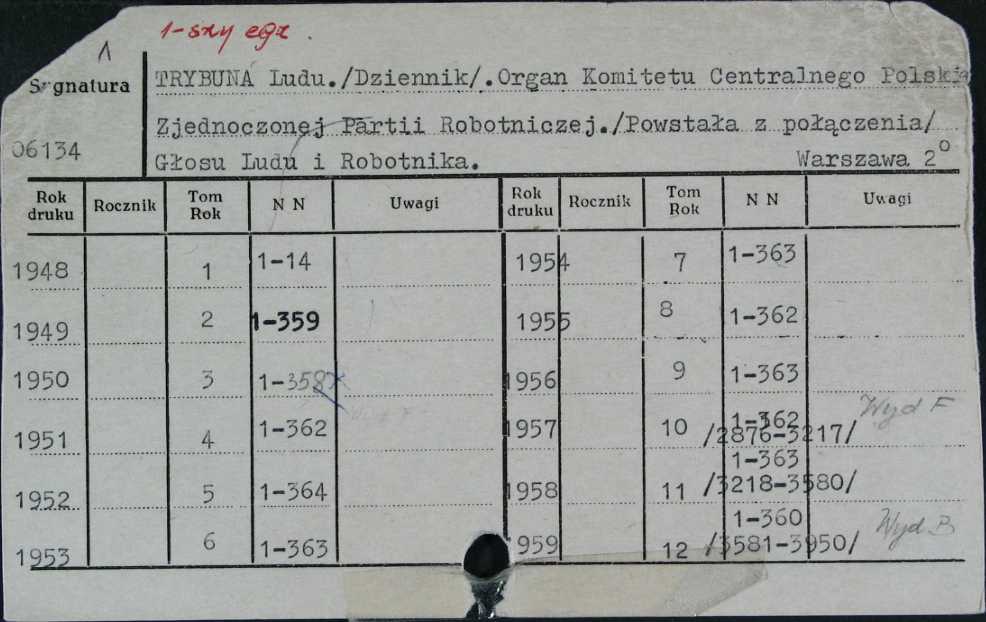 1-szy egz.
1
Sygnatura
TRYBUNA Ludu./Dziennik/.Organ Komitetu Centralnego Polskie
Zjednoczonej Partii Robotniczej./Powstała z połączenia/
06134
Głosu Ludu i Robotnika. Warszawa 2°
Rok druku Rocznik Tom Rok N N Uwagi Rok druku Rocznik Tom Rok N N Uwagi
1948 1 1-14 1954 7 1-363
1949 2 1-359 1955 8 1-362
1950 3 1-358 1956 9 1-363
1951 4 1-362 1957 10 1-362 /2876-3217/ Wyd F
1952 5 1-364 1958 11 1-363 /3218-3580/
1953 6 1-363 959 12 1-360 /3581-3950/ Wyd B